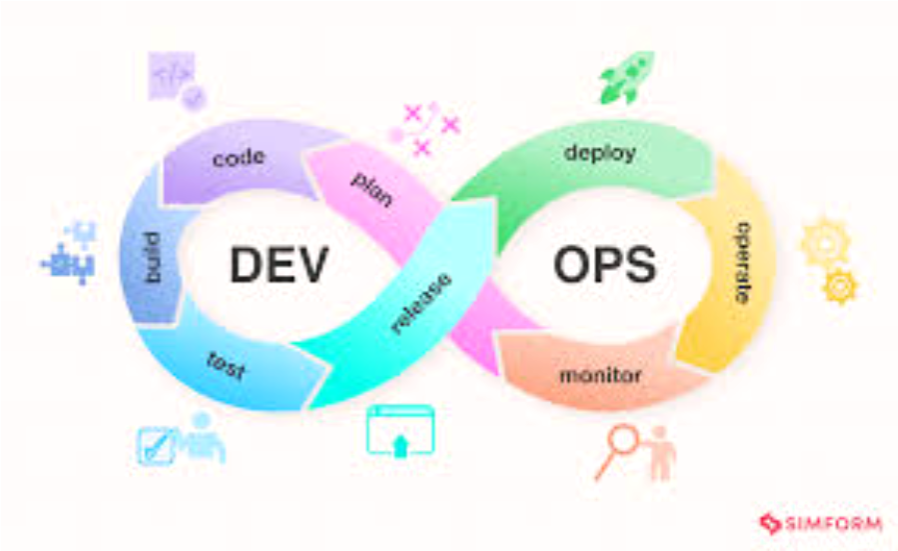 code
plan
deploy
build
DEV
OPS
operate
release
test
monitor
SIMFORM